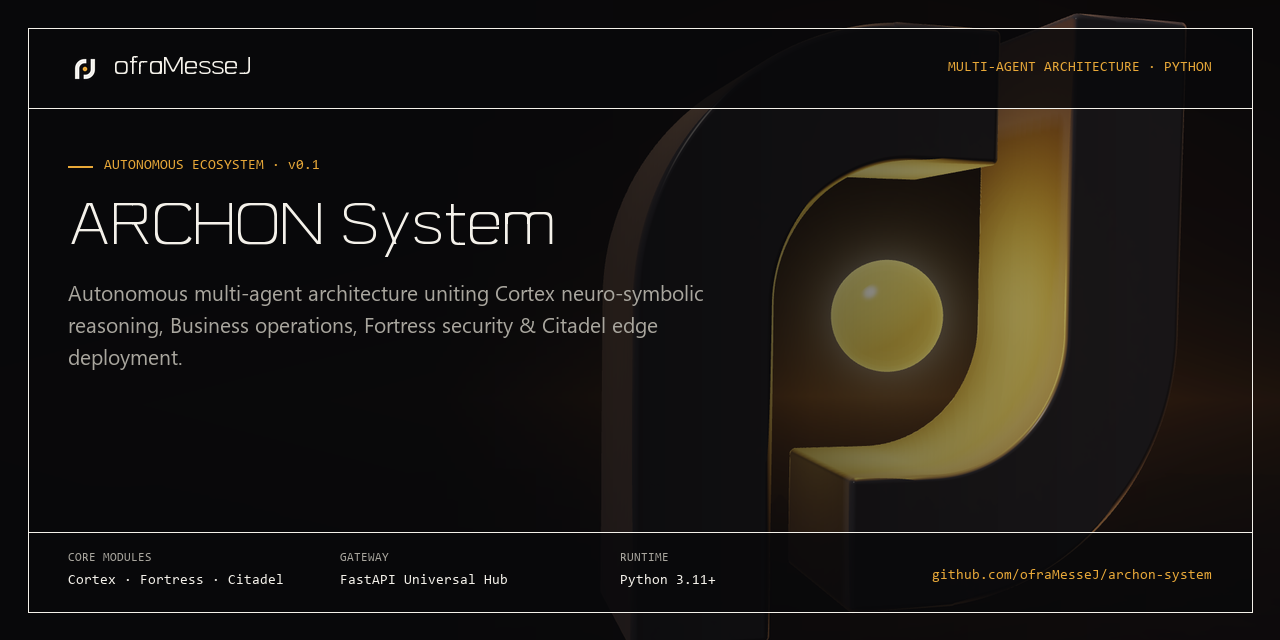 ofraMesseJ
MULTI-AGENT ARCHITECTURE · PYTHON
AUTONOMOUS ECOSYSTEM · v0.1
ARCHON System
Autonomous multi-agent architecture uniting Cortex neuro-symbolic
reasoning, Business operations, Fortress security & Citadel edge
deployment.
CORE MODULES
Cortex · Fortress · Citadel
GATEWAY
FastAPI Universal Hub
RUNTIME
Python 3.11+
github.com/ofraMesseJ/archon-system